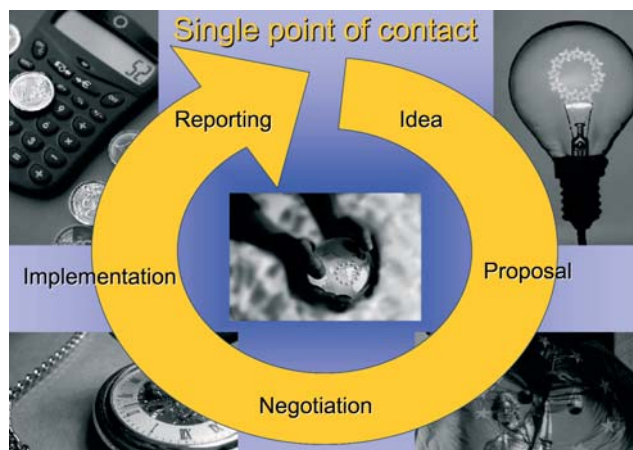 Single point of contact
Idea
Proposal
Negotiation
Implementation
Reporting